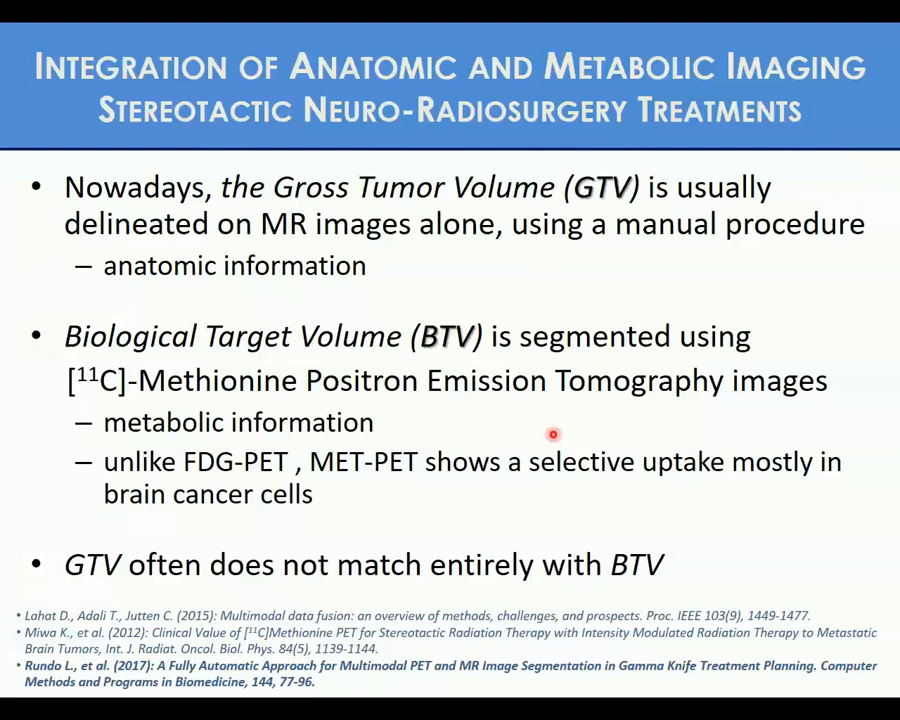 INTEGRATION OF ANATOMIC AND METABOLIC IMAGING
STEREOTACTIC NEURO-RADIOSURGERY TREATMENTS
• Nowadays, the Gross Tumor Volume (GTV) is usually
delineated on MR images alone, using a manual procedure
– anatomic information
• Biological Target Volume (BTV) is segmented using
[¹¹C]-Methionine Positron Emission Tomography images
– metabolic information
– unlike FDG-PET , MET-PET shows a selective uptake mostly in
brain cancer cells
• GTV often does not match entirely with BTV
• Lahat D., Adali T., Jutten C. (2015): Multimodal data fusion: an overview of methods, challenges, and prospects. Proc. IEEE 103(9), 1449-1477.
• Miwa K., et al. (2012): Clinical Value of [¹¹C]Methionine PET for Stereotactic Radiation Therapy with Intensity Modulated Radiation Therapy to Metastatic
Brain Tumors, Int. J. Radiat. Oncol. Biol. Phys. 84(5), 1139-1144.
• Rundo L., et al. (2017): A Fully Automatic Approach for Multimodal PET and MR Image Segmentation in Gamma Knife Treatment Planning. Computer
Methods and Programs in Biomedicine, 144, 77-96.